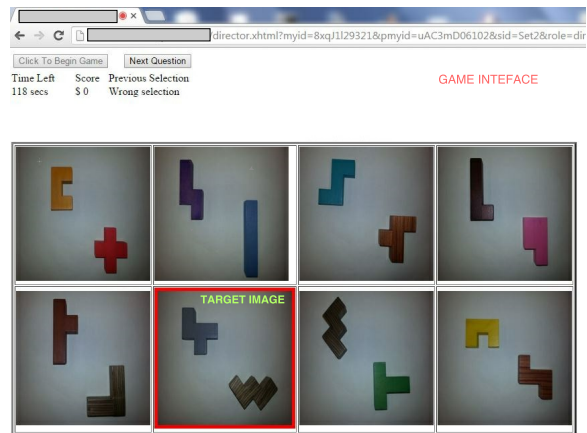 director.xhtml?myid=8xqJ1l29321&pmyid=uAC3mD06102&sid=Set2&role=dir
Click To Begin Game Next Question
Time Left Score Previous Selection
118 secs $ 0 Wrong selection
GAME INTEFACE
TARGET IMAGE